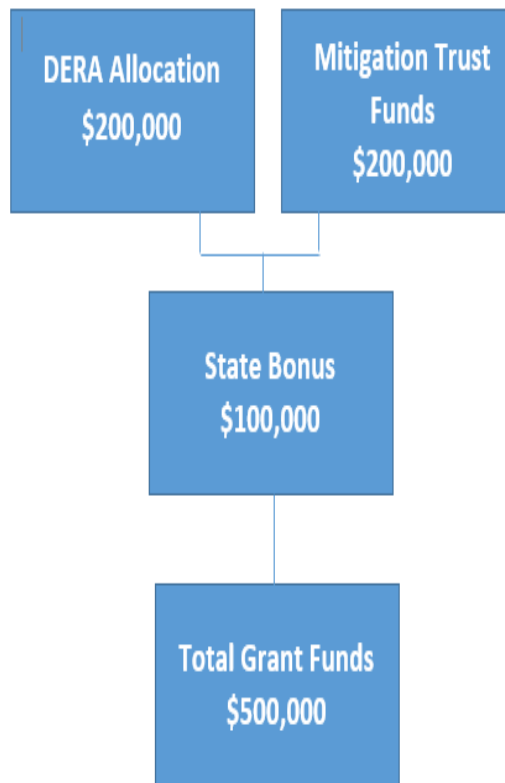 DERA Allocation
$200,000
Mitigation Trust
Funds
$200,000
State Bonus
$100,000
Total Grant Funds
$500,000